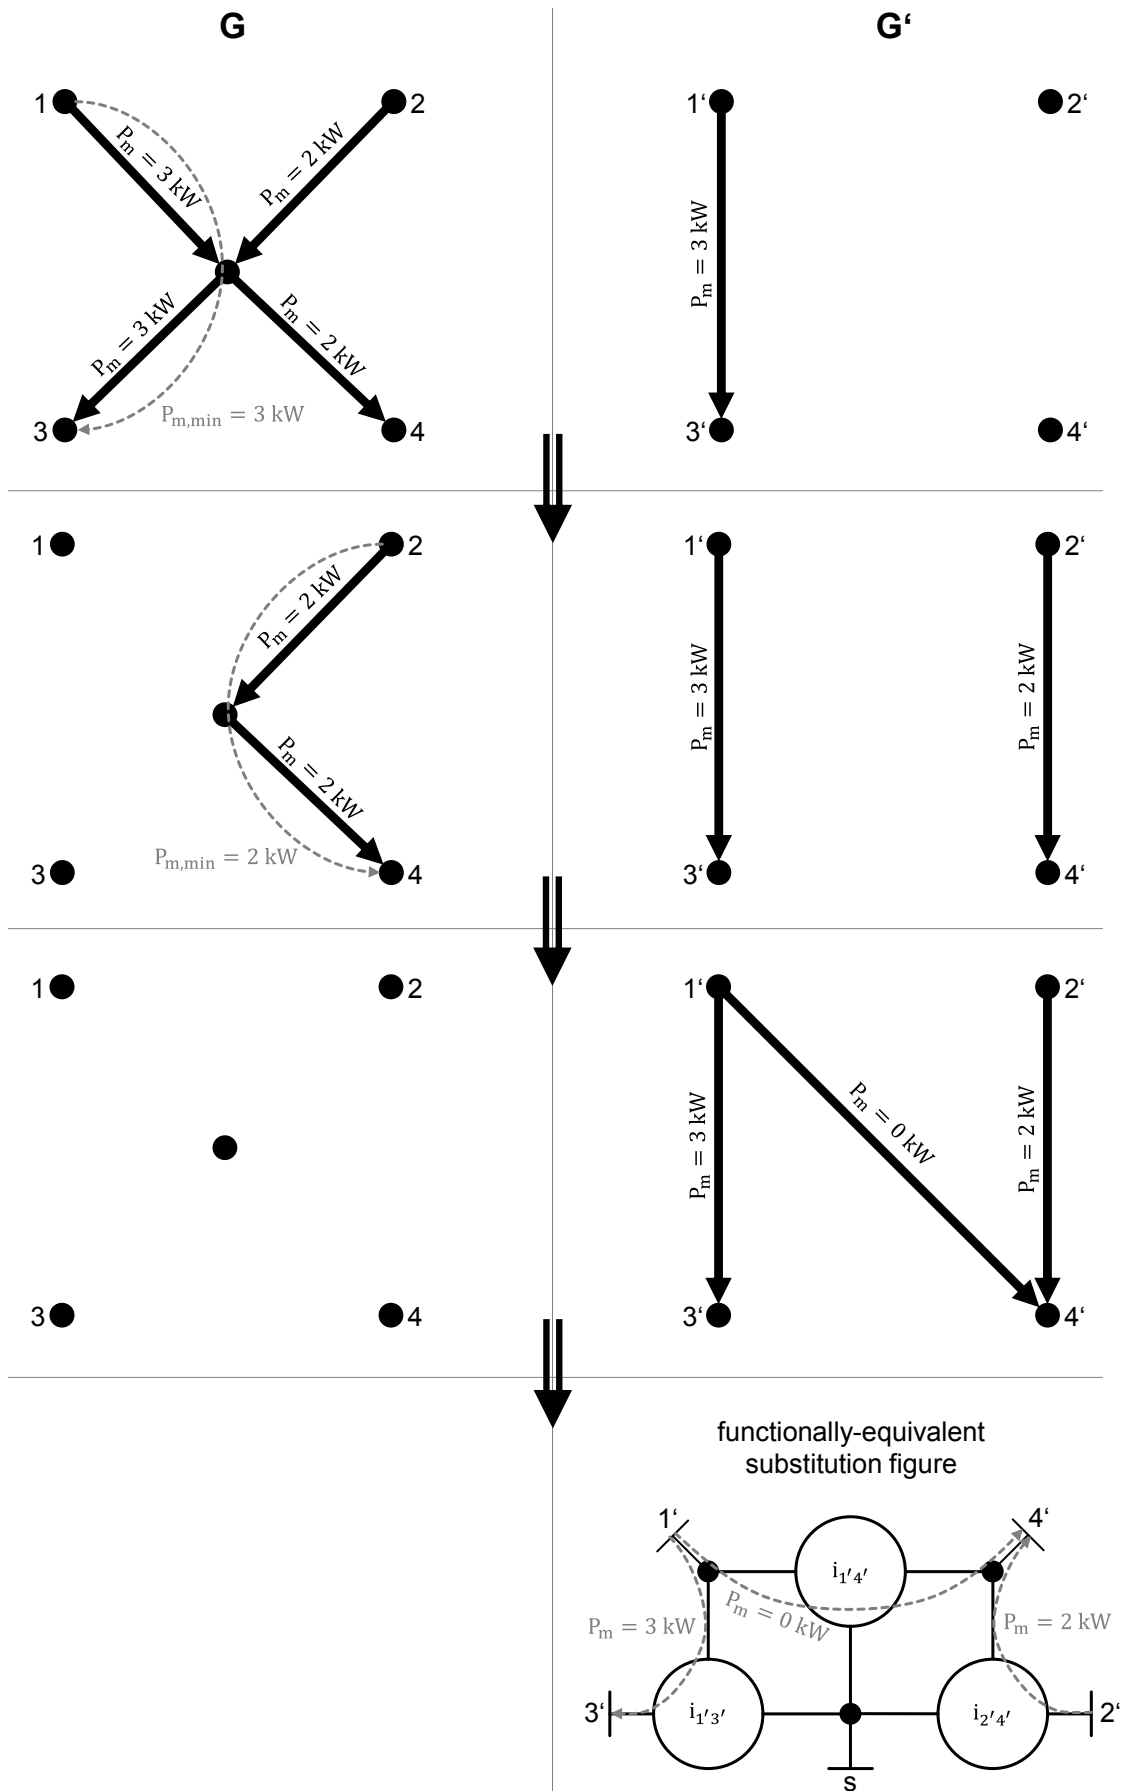 G
G‘
1
2
P_m = 3 kW
P_m = 2 kW
P_m = 3 kW
P_m = 2 kW
P_m,min = 3 kW
3
4
1‘
2‘
P_m = 3 kW
3‘
4‘
1
2
P_m = 2 kW
P_m = 2 kW
P_m,min = 2 kW
3
4
1‘
2‘
P_m = 3 kW
P_m = 2 kW
3‘
4‘
1
2
3
4
1‘
2‘
P_m = 3 kW
P_m = 0 kW
P_m = 2 kW
3‘
4‘
functionally-equivalent
substitution figure
1‘
4‘
i_1′4′
P_m = 3 kW
P_m = 0 kW
P_m = 2 kW
3‘
i_1′3′
i_2′4′
2‘
s